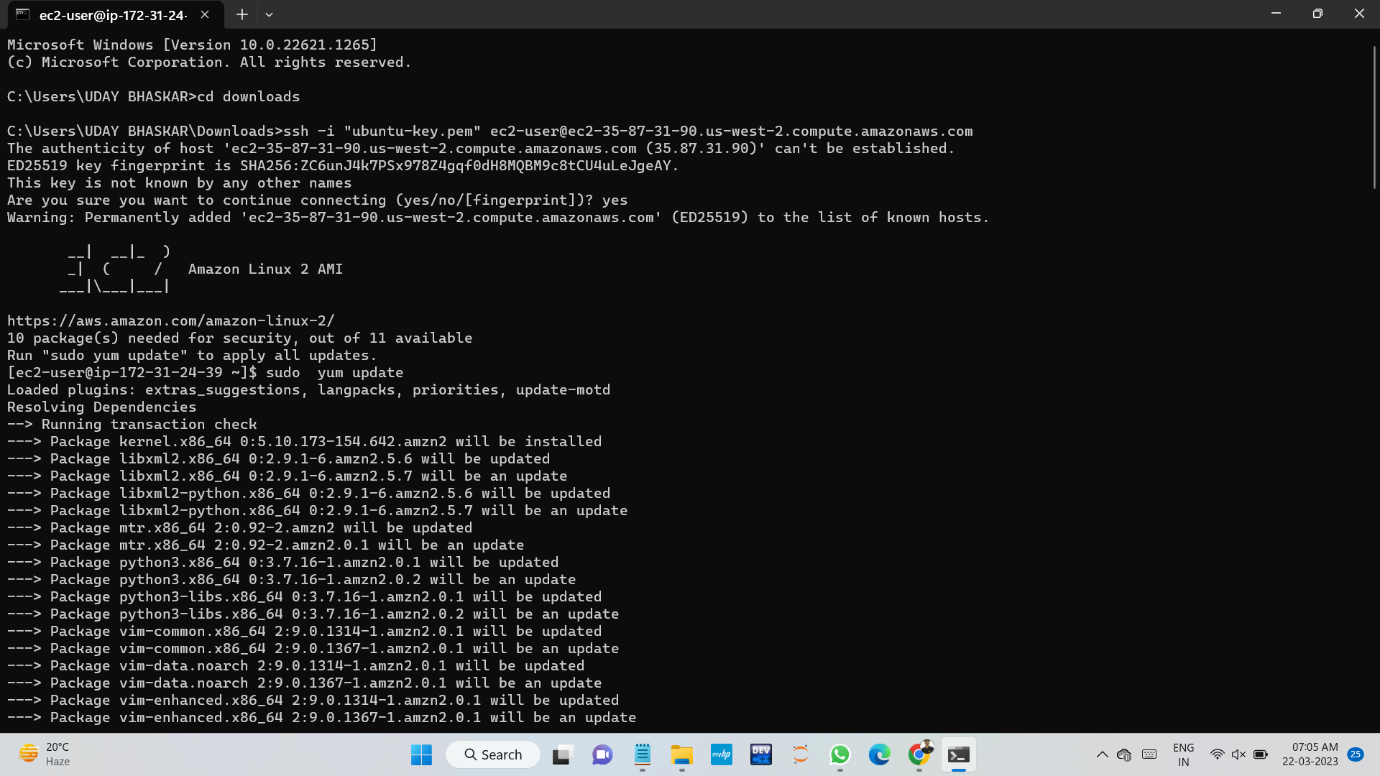 ec2-user@ip-172-31-24-
Microsoft Windows [Version 10.0.22621.1265]
(c) Microsoft Corporation. All rights reserved.
C:\Users\UDAY BHASKAR>cd downloads
C:\Users\UDAY BHASKAR\Downloads>ssh -i "ubuntu-key.pem" ec2-user@ec2-35-87-31-90.us-west-2.compute.amazonaws.com
The authenticity of host 'ec2-35-87-31-90.us-west-2.compute.amazonaws.com (35.87.31.90)' can't be established.
ED25519 key fingerprint is SHA256:ZC6unJ4k7PSx978Z4gqf0dH8MQBM9c8tCU4uLeJgeAY.
This key is not known by any other names
Are you sure you want to continue connecting (yes/no/[fingerprint])? yes
Warning: Permanently added 'ec2-35-87-31-90.us-west-2.compute.amazonaws.com' (ED25519) to the list of known hosts.
       __|  __|_  )
       _|  (     /   Amazon Linux 2 AMI
      ___|\___|___|
https://aws.amazon.com/amazon-linux-2/
10 package(s) needed for security, out of 11 available
Run "sudo yum update" to apply all updates.
[ec2-user@ip-172-31-24-39 ~]$ sudo  yum update
Loaded plugins: extras_suggestions, langpacks, priorities, update-motd
Resolving Dependencies
--> Running transaction check
---> Package kernel.x86_64 0:5.10.173-154.642.amzn2 will be installed
---> Package libxml2.x86_64 0:2.9.1-6.amzn2.5.6 will be updated
---> Package libxml2.x86_64 0:2.9.1-6.amzn2.5.7 will be an update
---> Package libxml2-python.x86_64 0:2.9.1-6.amzn2.5.6 will be updated
---> Package libxml2-python.x86_64 0:2.9.1-6.amzn2.5.7 will be an update
---> Package mtr.x86_64 2:0.92-2.amzn2 will be updated
---> Package mtr.x86_64 2:0.92-2.amzn2.0.1 will be an update
---> Package python3.x86_64 0:3.7.16-1.amzn2.0.1 will be updated
---> Package python3.x86_64 0:3.7.16-1.amzn2.0.2 will be an update
---> Package python3-libs.x86_64 0:3.7.16-1.amzn2.0.1 will be updated
---> Package python3-libs.x86_64 0:3.7.16-1.amzn2.0.2 will be an update
---> Package vim-common.x86_64 2:9.0.1314-1.amzn2.0.1 will be updated
---> Package vim-common.x86_64 2:9.0.1367-1.amzn2.0.1 will be an update
---> Package vim-data.noarch 2:9.0.1314-1.amzn2.0.1 will be updated
---> Package vim-data.noarch 2:9.0.1367-1.amzn2.0.1 will be an update
---> Package vim-enhanced.x86_64 2:9.0.1314-1.amzn2.0.1 will be updated
---> Package vim-enhanced.x86_64 2:9.0.1367-1.amzn2.0.1 will be an update
20°C
Haze
Search
myhp
DEV
ENG
IN
07:05 AM
22-03-2023
25